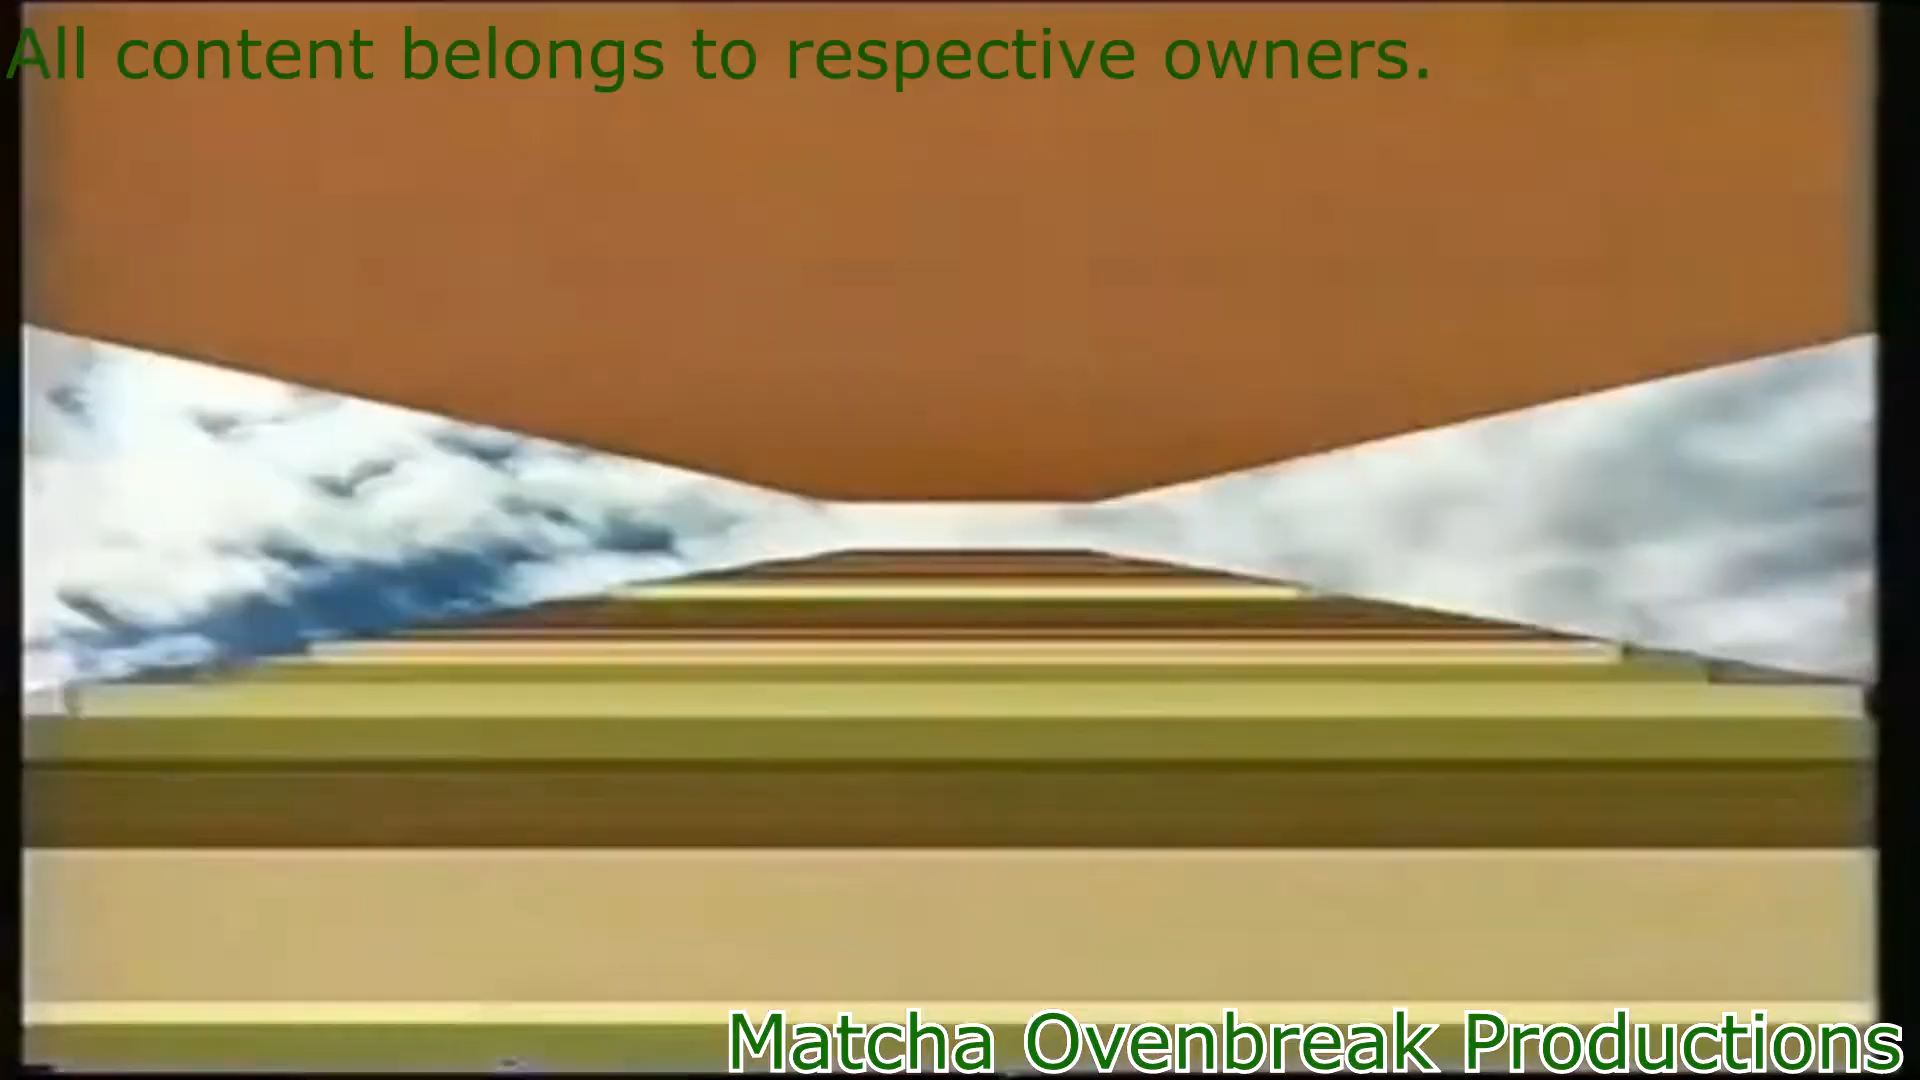 All content belongs to respective owners.
Matcha Ovenbreak Productions